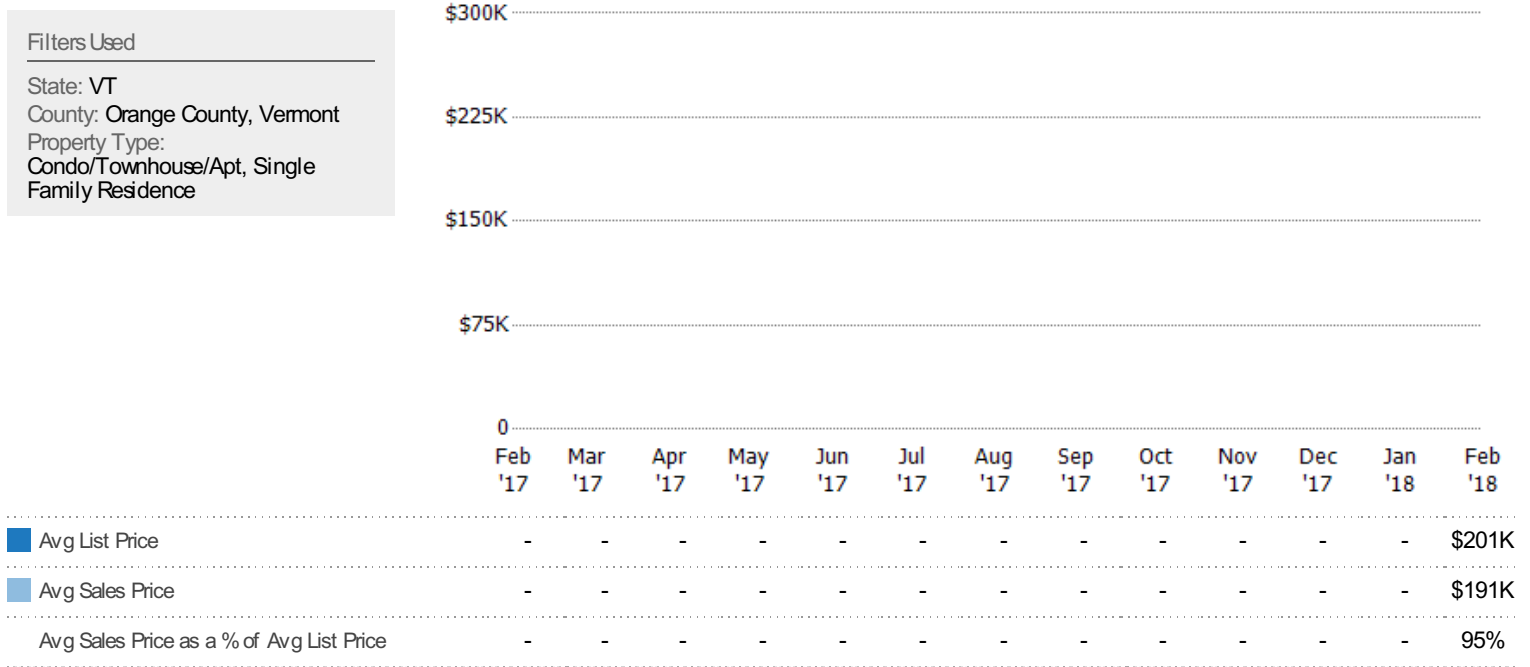 Filters Used
State: VT
County: Orange County, Vermont
Property Type:
Condo/Townhouse/Apt, Single
Family Residence
$300K
$225K
$150K
$75K
0
Feb Mar Apr May Jun Jul Aug Sep Oct Nov Dec Jan Feb
'17 '17 '17 '17 '17 '17 '17 '17 '17 '17 '17 '18 '18
Avg List Price - - - - - - - - - - - - $201K
Avg Sales Price - - - - - - - - - - - - $191K
Avg Sales Price as a % of Avg List Price - - - - - - - - - - - - 95%